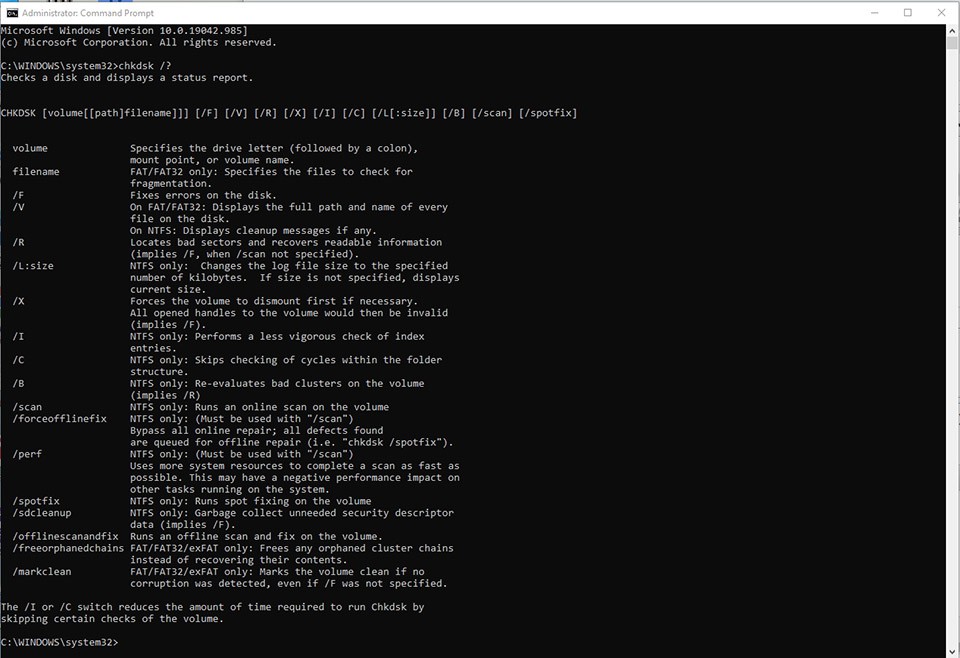 Administrator: Command Prompt
Microsoft Windows [Version 10.0.19042.985]
(c) Microsoft Corporation. All rights reserved.
C:\WINDOWS\system32>chkdsk /?
Checks a disk and displays a status report.
CHKDSK [volume[[path]filename]]] [/F] [/V] [/R] [/X] [/I] [/C] [/L[:size]] [/B] [/scan] [/spotfix]
volume Specifies the drive letter (followed by a colon),
mount point, or volume name.
filename FAT/FAT32 only: Specifies the files to check for
fragmentation.
/F Fixes errors on the disk.
/V On FAT/FAT32: Displays the full path and name of every
file on the disk.
On NTFS: Displays cleanup messages if any.
/R Locates bad sectors and recovers readable information
(implies /F, when /scan not specified).
/L:size NTFS only:  Changes the log file size to the specified
number of kilobytes.  If size is not specified, displays
current size.
/X Forces the volume to dismount first if necessary.
All opened handles to the volume would then be invalid
(implies /F).
/I NTFS only: Performs a less vigorous check of index
entries.
/C NTFS only: Skips checking of cycles within the folder
structure.
/B NTFS only: Re-evaluates bad clusters on the volume
(implies /R)
/scan NTFS only: Runs an online scan on the volume
/forceofflinefix NTFS only: (Must be used with "/scan")
Bypass all online repair; all defects found
are queued for offline repair (i.e. "chkdsk /spotfix").
/perf NTFS only: (Must be used with "/scan")
Uses more system resources to complete a scan as fast as
possible. This may have a negative performance impact on
other tasks running on the system.
/spotfix NTFS only: Runs spot fixing on the volume
/sdcleanup NTFS only: Garbage collect unneeded security descriptor
data (implies /F).
/offlinescanandfix Runs an offline scan and fix on the volume.
/freeorphanedchains FAT/FAT32/exFAT only: Frees any orphaned cluster chains
instead of recovering their contents.
/markclean FAT/FAT32/exFAT only: Marks the volume clean if no
corruption was detected, even if /F was not specified.
The /I or /C switch reduces the amount of time required to run Chkdsk by
skipping certain checks of the volume.
C:\WINDOWS\system32>